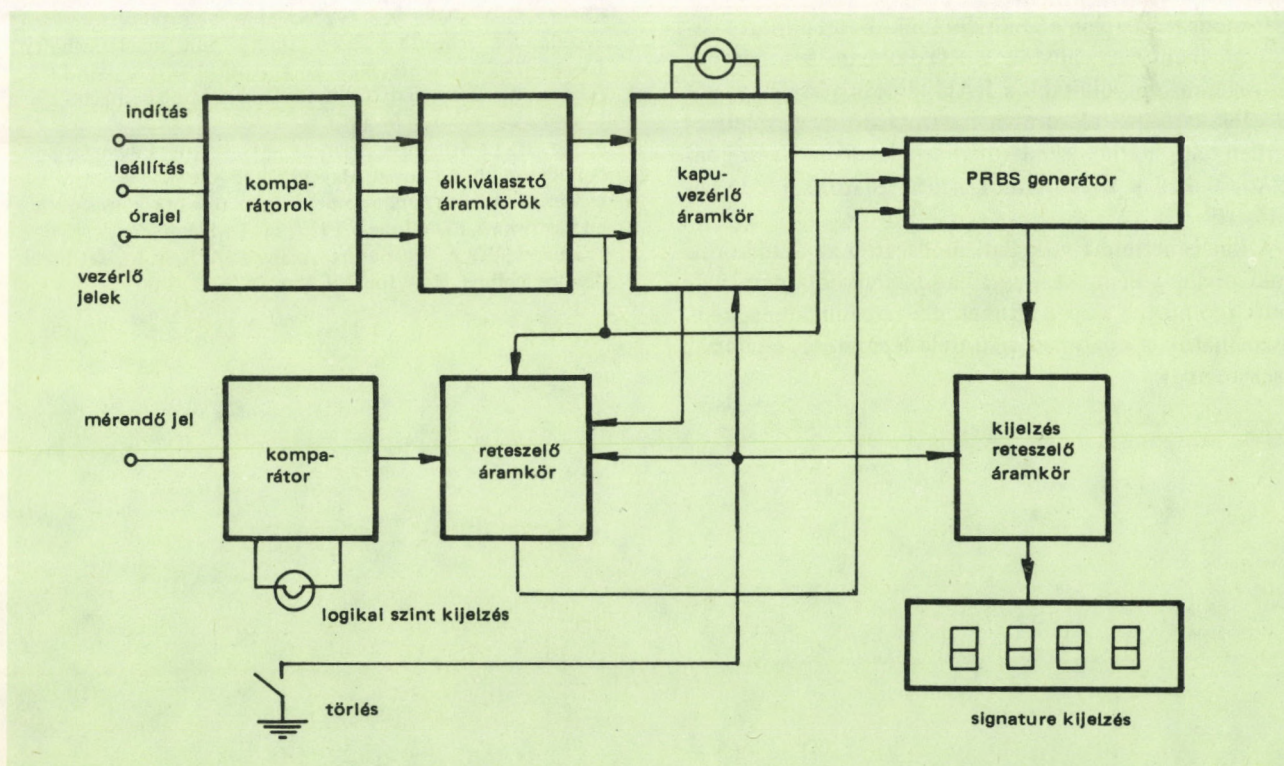 indítás
leállítás
órajel
vezérlő
jelek
kompa-
rátorok
élkiválasztó
áramkörök
kapu-
vezérlő
áramkör
PRBS generátor
mérendő jel
kompa-
rátor
reteszelő
áramkör
kijelzés
reteszelő
áramkör
logikai szint kijelzés
törlés
signature kijelzés